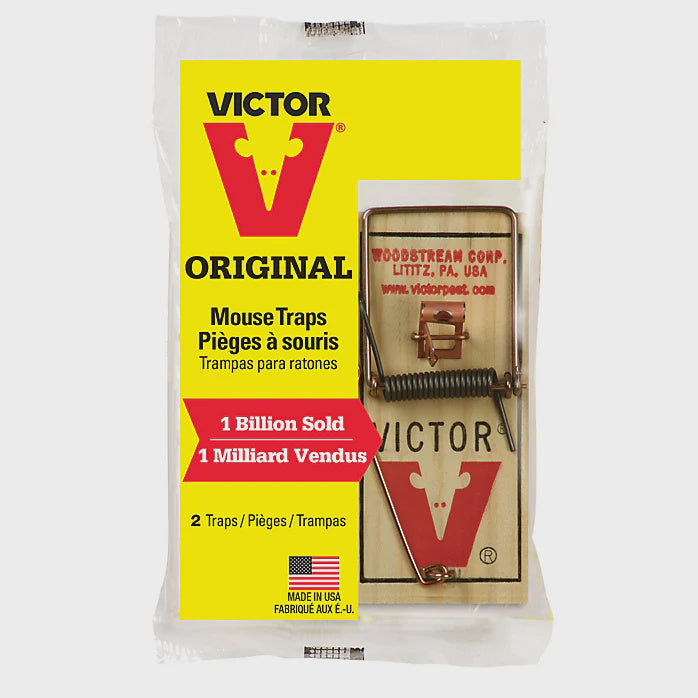 VICTOR
®
ORIGINAL
Mouse Traps
Pièges à souris
Trampas para ratones
1 Billion Sold
1 Milliard Vendus
2 Traps / Pièges / Trampas
MADE IN USA
FABRIQUÉ AUX É.-U.
WOODSTREAM CORP.
LITITZ, PA. USA
www.victorpest.com
VICTOR®
®